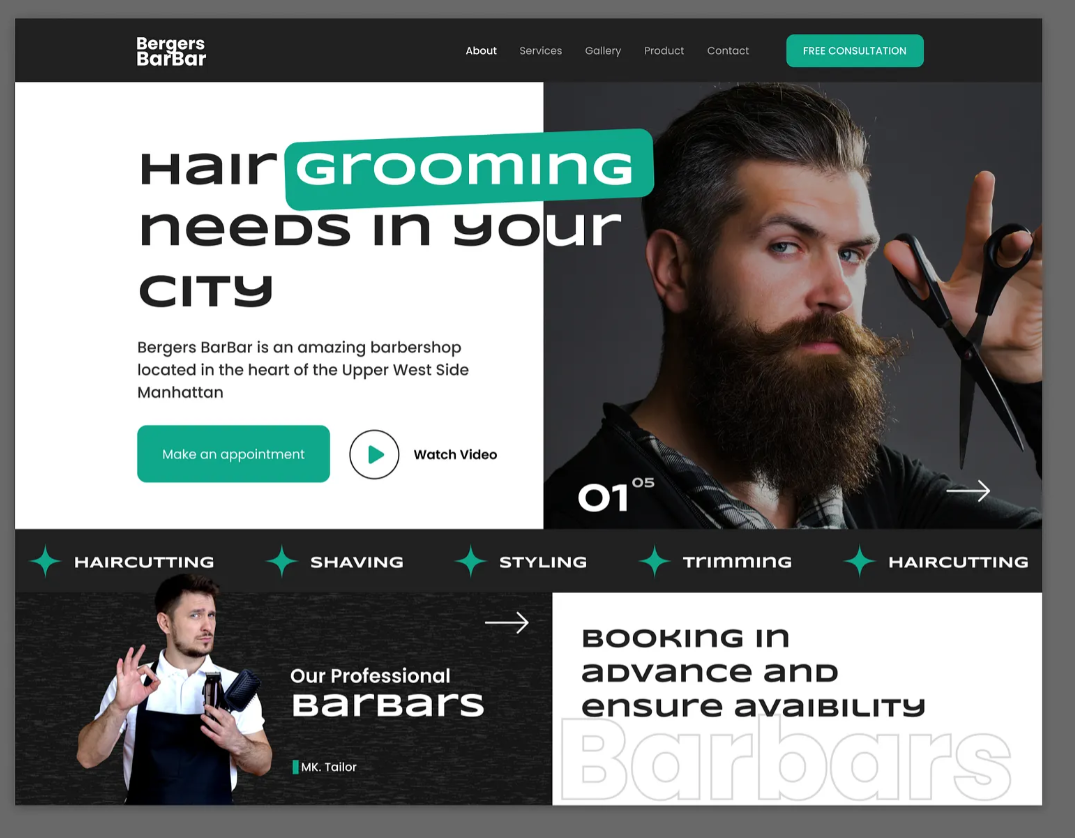 Bergers
BarBar
About Services Gallery Product Contact FREE CONSULTATION
Hair Grooming
needs in your
city
Bergers BarBar is an amazing barbershop
located in the heart of the Upper West Side
Manhattan
Make an appointment
Watch Video
01 05
HAIRCUTTING SHAVING STYLING Trimming HAIRCUTTING
Our Professional
Barbars
MK. Tailor
Booking in
advance and
ensure avaibility
Barbars